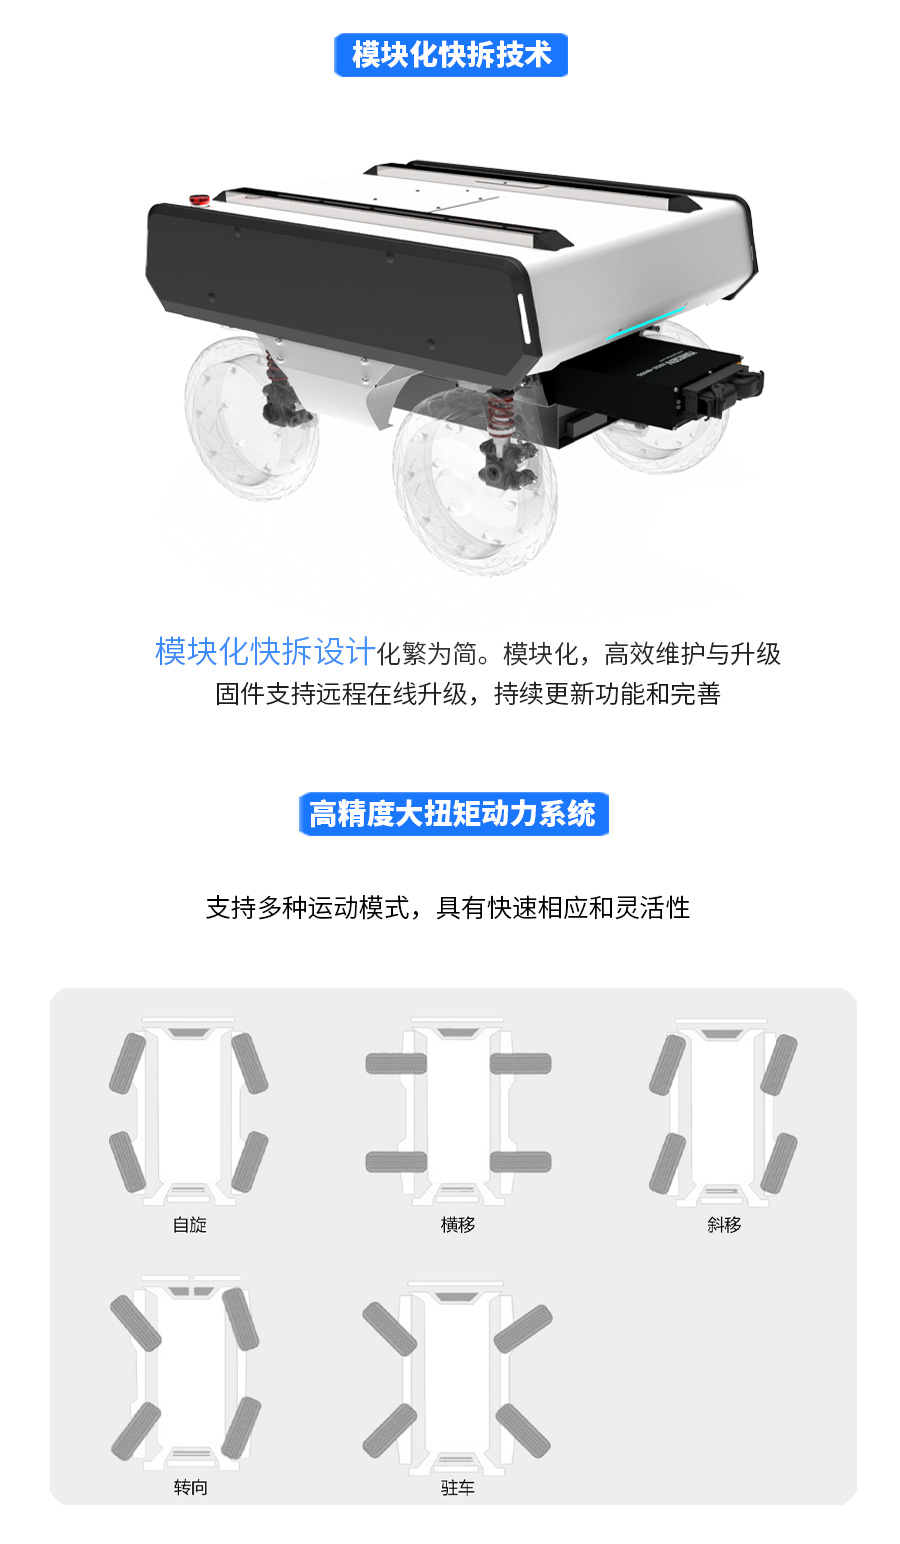 模块化快拆技术
模块化快拆设计化繁为简。模块化，高效维护与升级
固件支持远程在线升级，持续更新功能和完善
高精度大扭矩动力系统
支持多种运动模式，具有快速相应和灵活性
自旋
横移
斜移
转向
驻车